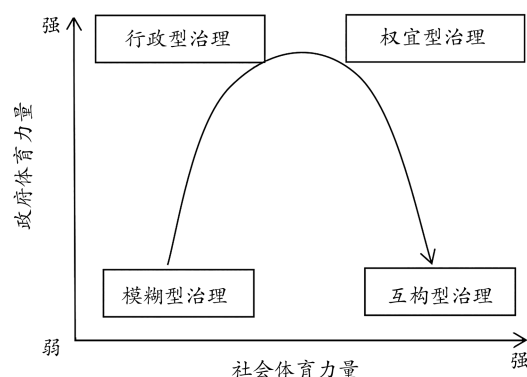 强
行政型治理
权宜型治理
政府体育力量
模糊型治理
互构型治理
弱
强
社会体育力量